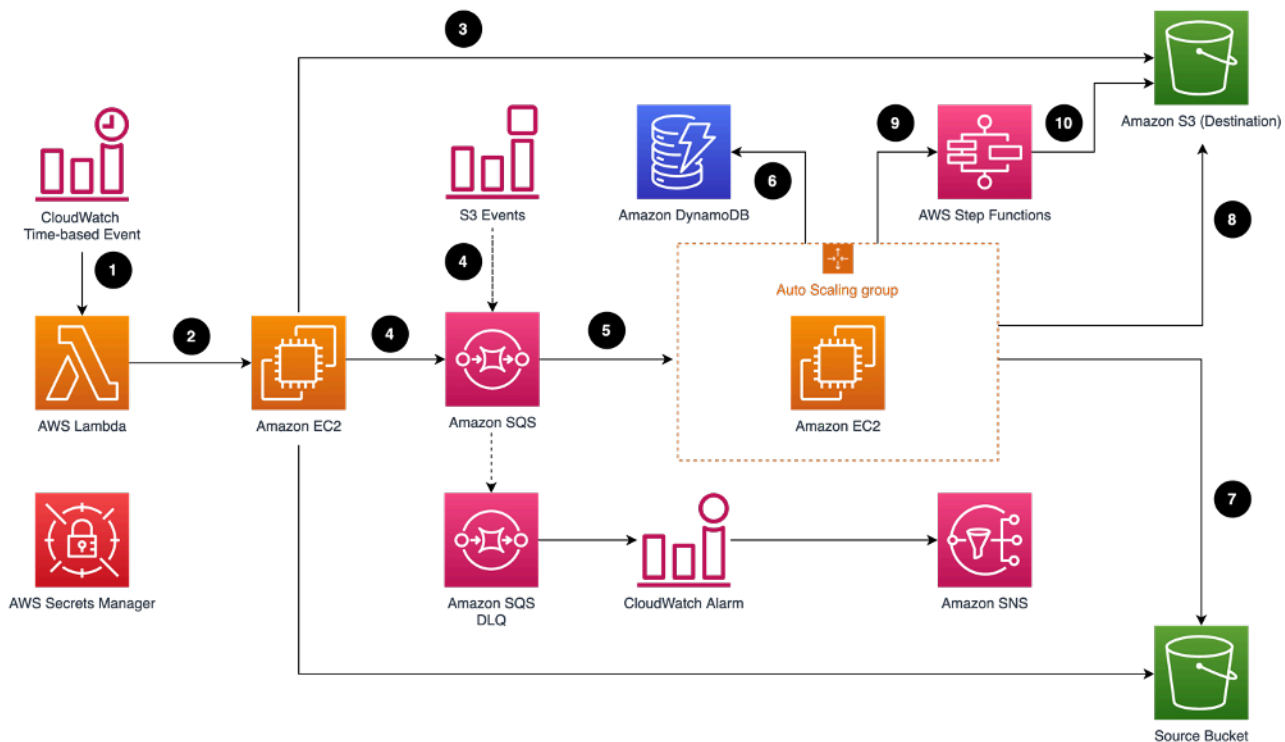 3
Amazon S3 (Destination)
CloudWatch
Time-based Event
S3 Events
Amazon DynamoDB
6
9
AWS Step Functions
10
1
4
Auto Scaling group
8
2
4
5
AWS Lambda
Amazon EC2
Amazon SQS
Amazon EC2
7
AWS Secrets Manager
Amazon SQS
DLQ
CloudWatch Alarm
Amazon SNS
Source Bucket